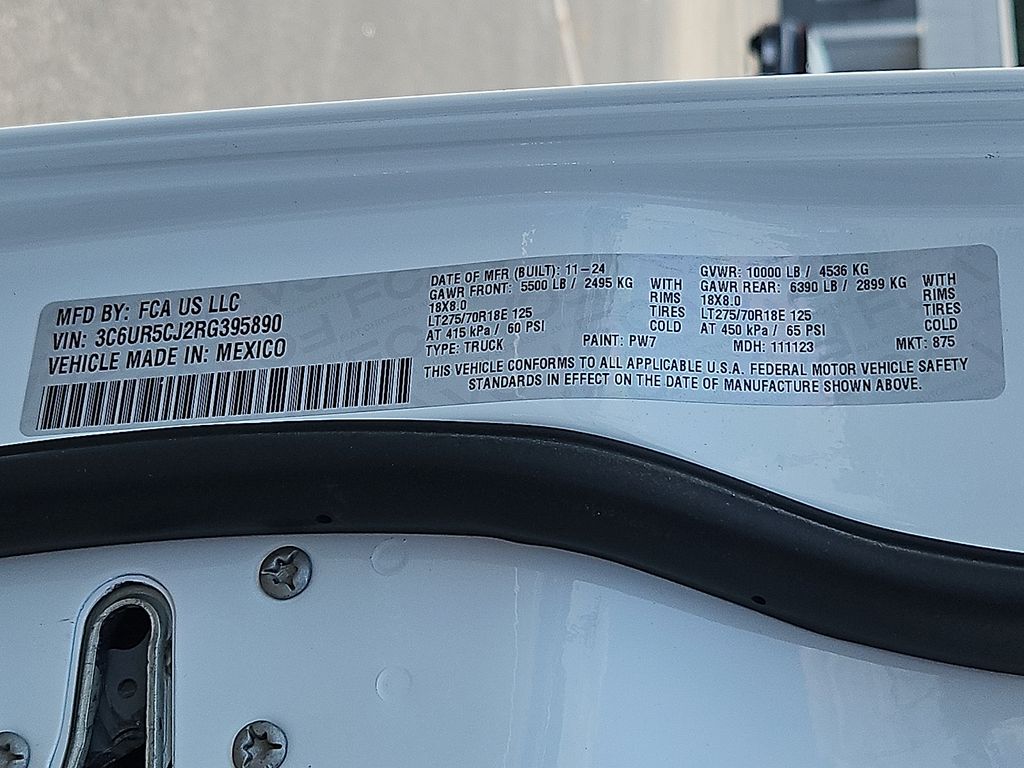 MFD BY: FCA US LLC
VIN: 3C6UR5CJ2RG395890
VEHICLE MADE IN: MEXICO
DATE OF MFR (BUILT): 11-24
GAWR FRONT: 5500 LB / 2495 KG WITH
18X8.0 RIMS
LT275/70R18E 125 TIRES
AT 415 kPa / 60 PSI COLD
TYPE: TRUCK PAINT: PW7
GVWR: 10000 LB / 4536 KG
GAWR REAR: 6390 LB / 2899 KG WITH
18X8.0 RIMS
LT275/70R18E 125 TIRES
AT 450 kPa / 65 PSI COLD
MDH: 111123 MKT: 875
THIS VEHICLE CONFORMS TO ALL APPLICABLE U.S.A. FEDERAL MOTOR VEHICLE SAFETY
STANDARDS IN EFFECT ON THE DATE OF MANUFACTURE SHOWN ABOVE.